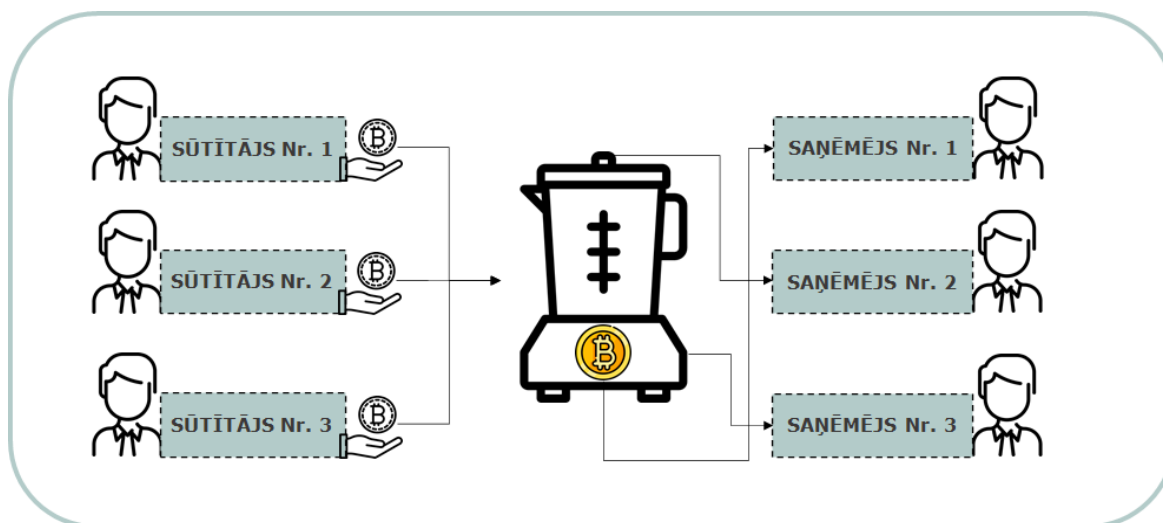 SŪTĪTĀJS Nr. 1
SAŅĒMĒJS Nr. 1
SŪTĪTĀJS Nr. 2
SAŅĒMĒJS Nr. 2
SŪTĪTĀJS Nr. 3
SAŅĒMĒJS Nr. 3